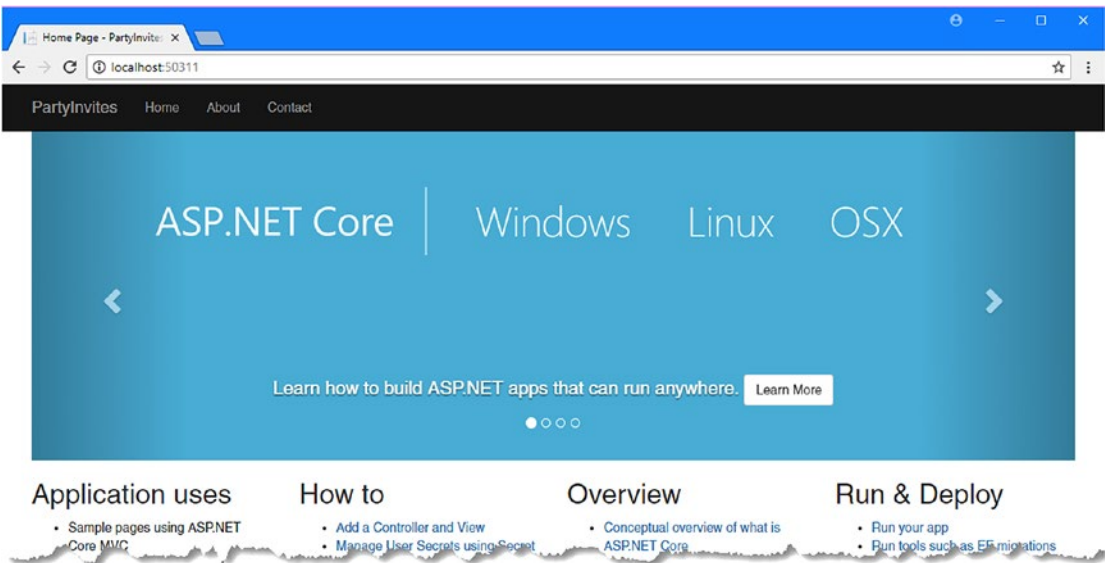 Home Page - PartyInvite
localhost:50311
PartyInvites Home About Contact
ASP.NET Core Windows Linux OSX
Learn how to build ASP.NET apps that can run anywhere. Learn More
Application uses
Sample pages using ASP.NET
Core MVC
How to
Add a Controller and View
Manage User Secrets using Secret
Overview
Conceptual overview of what is
ASP.NET Core
Run & Deploy
Run your app
Run tools such as EF migrations